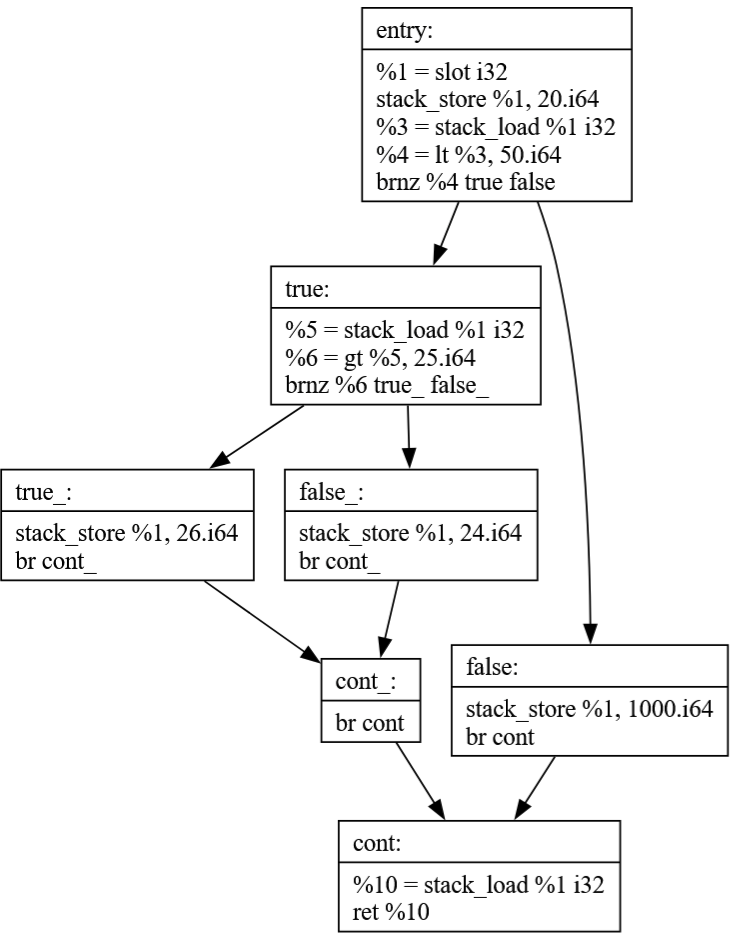 entry:
%1 = slot i32
stack_store %1, 20.i64
%3 = stack_load %1 i32
%4 = lt %3, 50.i64
brnz %4 true false
true:
%5 = stack_load %1 i32
%6 = gt %5, 25.i64
brnz %6 true_ false_
true_:
stack_store %1, 26.i64
br cont_
false_:
stack_store %1, 24.i64
br cont_
cont_:
br cont
false:
stack_store %1, 1000.i64
br cont
cont:
%10 = stack_load %1 i32
ret %10